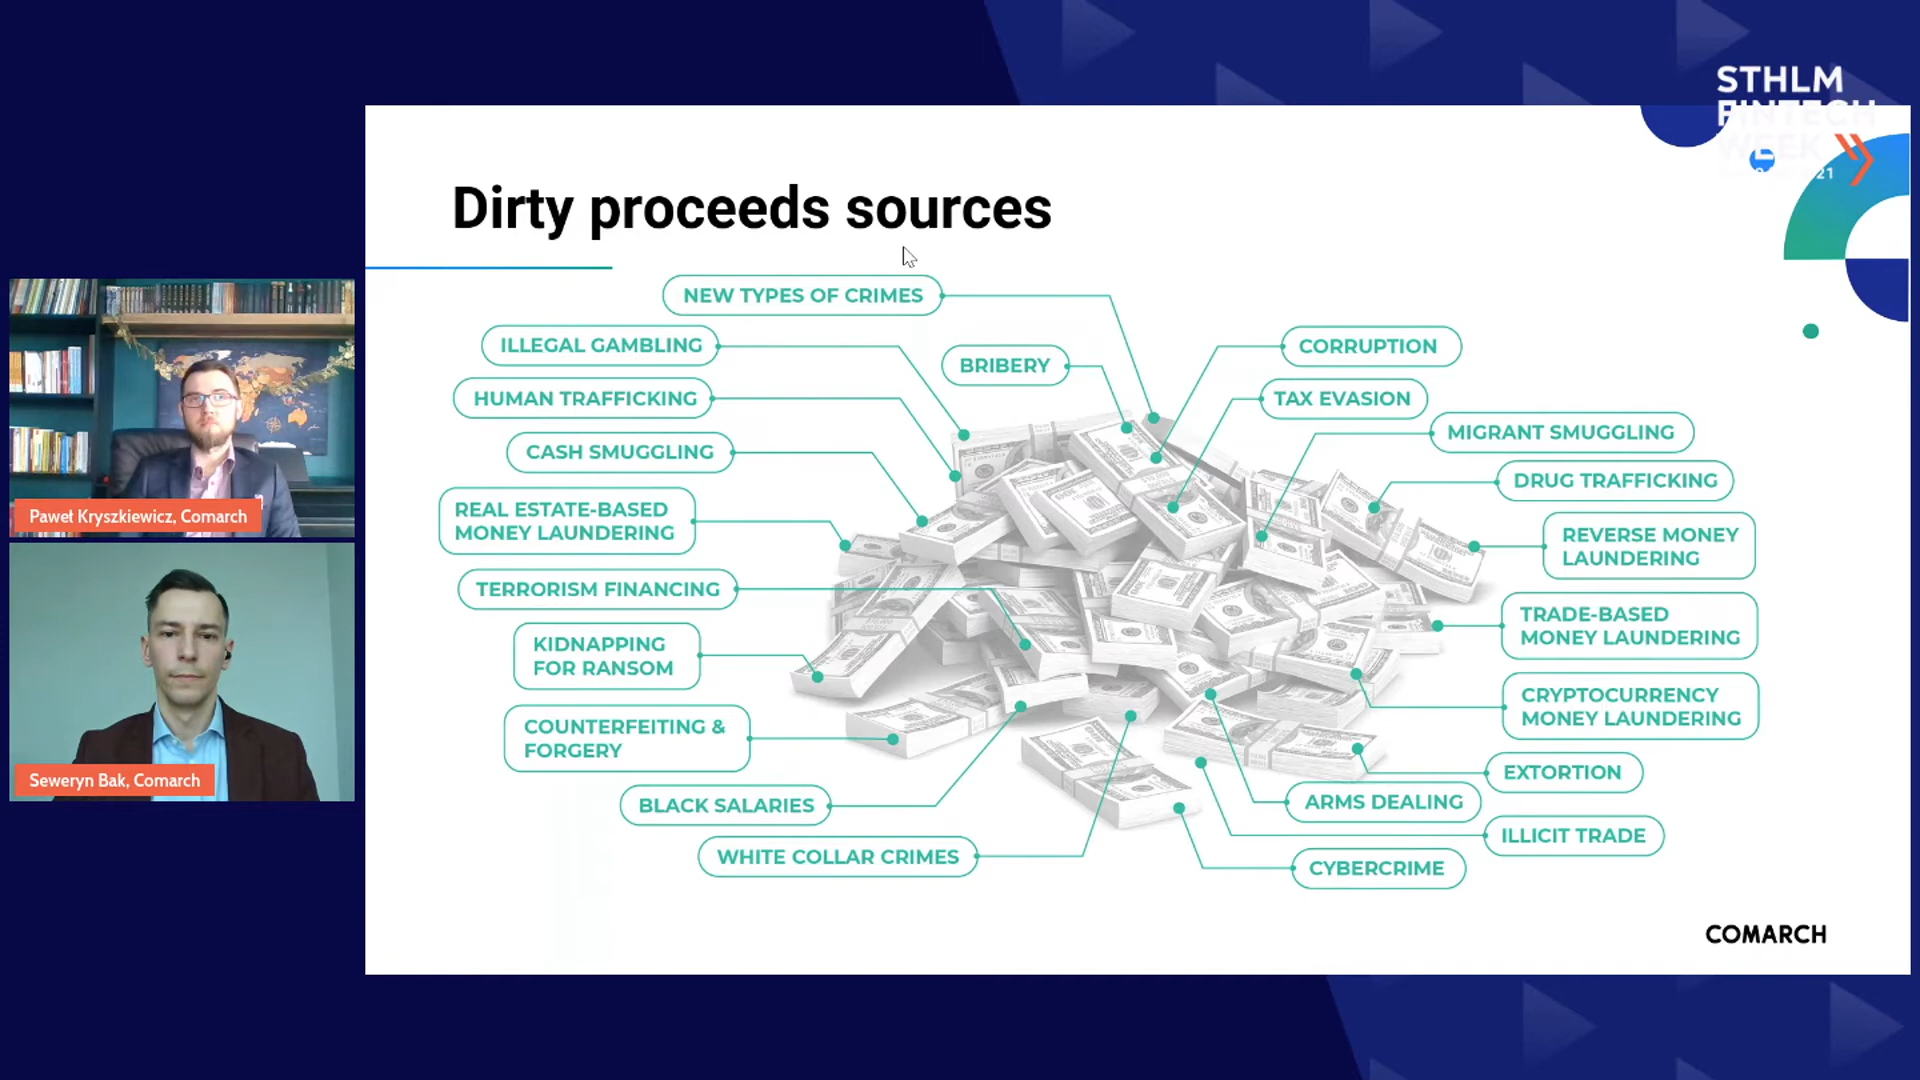 STHLM
FINTECH
WEEK
21
Dirty proceeds sources
NEW TYPES OF CRIMES
ILLEGAL GAMBLING
BRIBERY
CORRUPTION
HUMAN TRAFFICKING
TAX EVASION
CASH SMUGGLING
MIGRANT SMUGGLING
DRUG TRAFFICKING
REAL ESTATE-BASED
MONEY LAUNDERING
REVERSE MONEY
LAUNDERING
TERRORISM FINANCING
TRADE-BASED
MONEY LAUNDERING
KIDNAPPING
FOR RANSOM
CRYPTOCURRENCY
MONEY LAUNDERING
COUNTERFEITING &
FORGERY
EXTORTION
BLACK SALARIES
ARMS DEALING
ILLICIT TRADE
WHITE COLLAR CRIMES
CYBERCRIME
COMARCH
Paweł Kryszkiewicz, Comarch
Seweryn Bak, Comarch